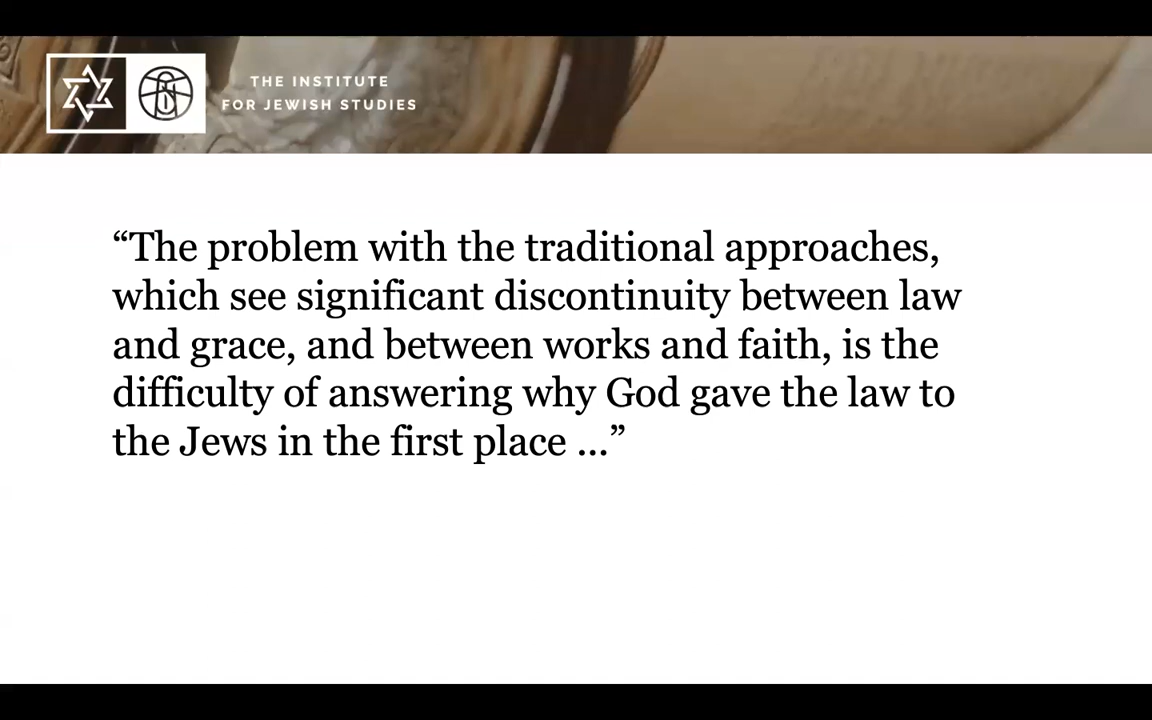 THE INSTITUTE
FOR JEWISH STUDIES
“The problem with the traditional approaches,
which see significant discontinuity between law
and grace, and between works and faith, is the
difficulty of answering why God gave the law to
the Jews in the first place ...”